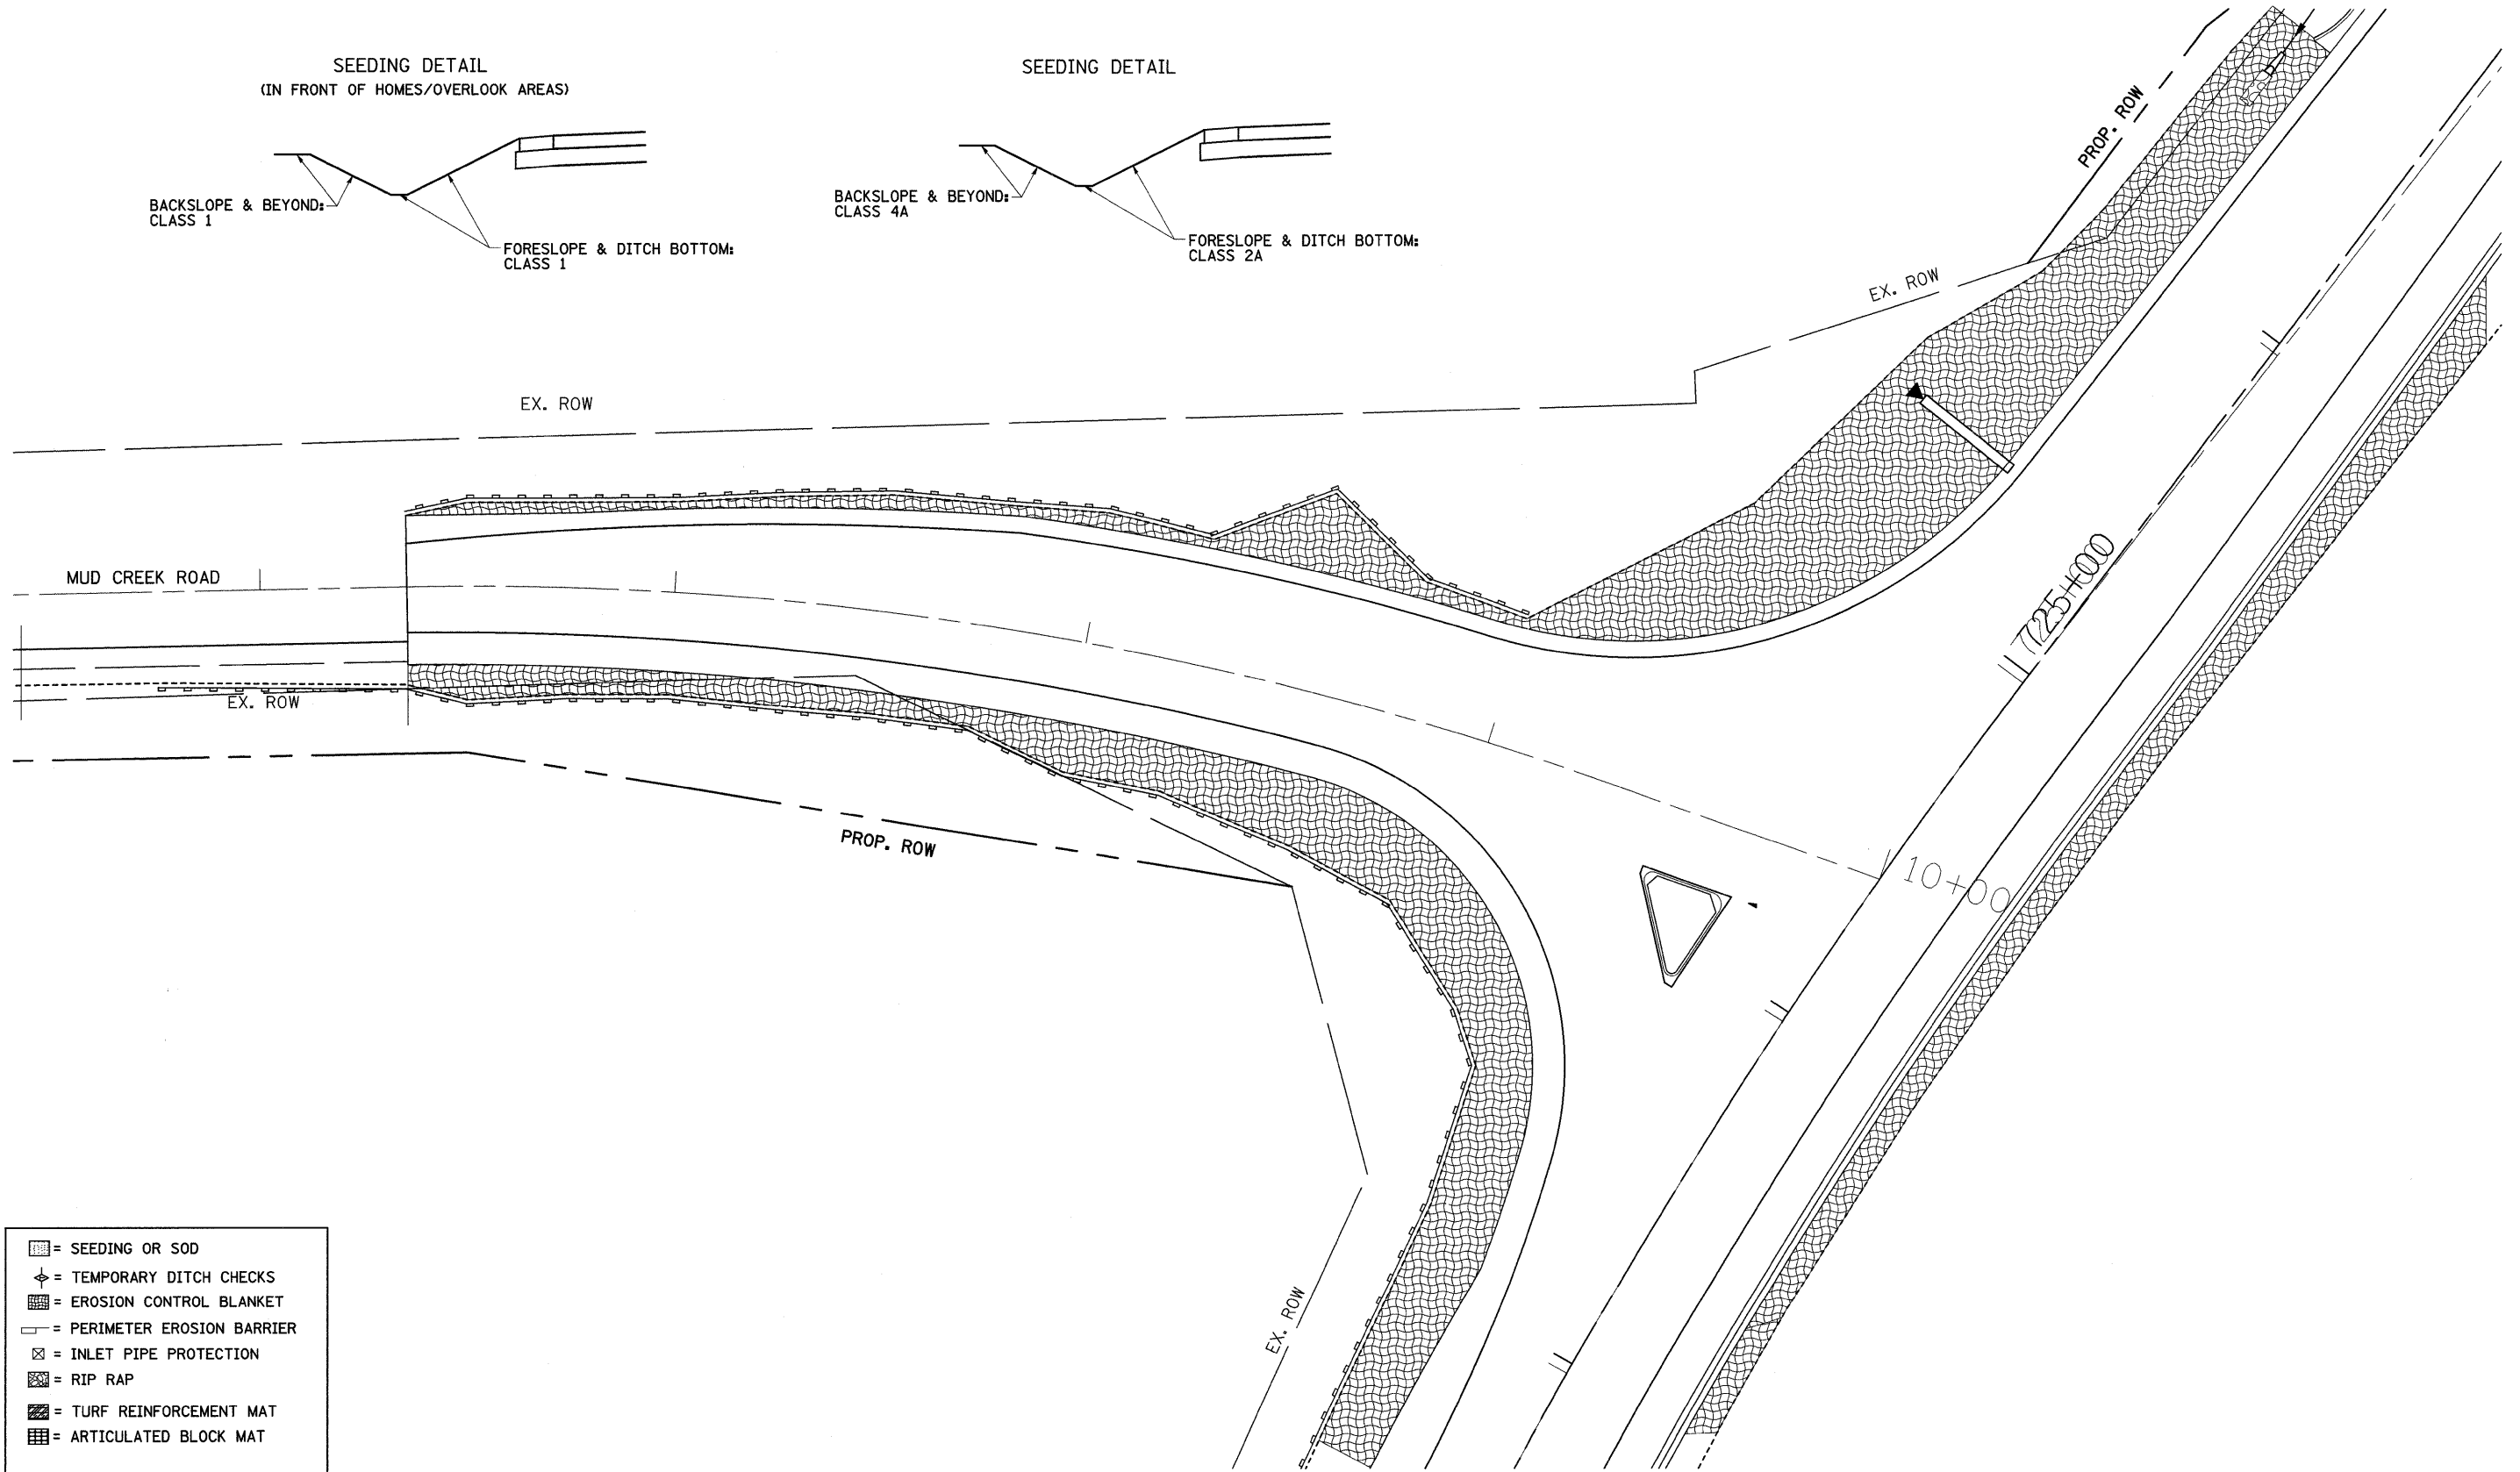 SEEDING DETAIL
(IN FRONT OF HOMES/OVERLOOK AREAS)
BACKSLOPE & BEYOND:
CLASS 1
FORESLOPE & DITCH BOTTOM:
CLASS 1
SEEDING DETAIL
BACKSLOPE & BEYOND:
CLASS 4A
FORESLOPE & DITCH BOTTOM:
CLASS 2A
PROP. ROW
EX. ROW
EX. ROW
MUD CREEK ROAD
EX. ROW
PROP. ROW
10+00
EX. ROW
= SEEDING OR SOD
= TEMPORARY DITCH CHECKS
= EROSION CONTROL BLANKET
= PERIMETER EROSION BARRIER
= INLET PIPE PROTECTION
= RIP RAP
= TURF REINFORCEMENT MAT
= ARTICULATED BLOCK MAT